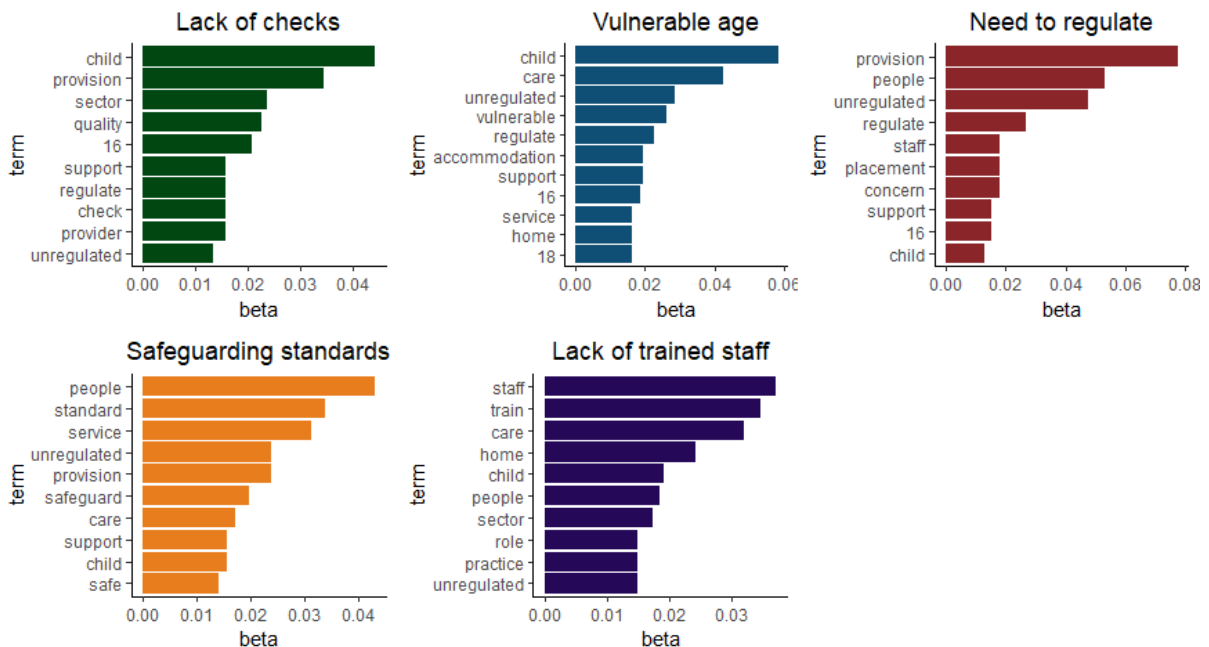 Lack of checks
term
child
provision
sector
quality
16
support
regulate
check
provider
unregulated
0.00 0.01 0.02 0.03 0.04
beta
Vulnerable age
term
child
care
unregulated
vulnerable
regulate
accommodation
support
16
service
home
18
0.00 0.02 0.04 0.06
beta
Need to regulate
term
provision
people
unregulated
regulate
staff
placement
concern
support
16
child
0.00 0.02 0.04 0.06 0.08
beta
Safeguarding standards
term
people
standard
service
unregulated
provision
safeguard
care
support
child
safe
0.00 0.01 0.02 0.03 0.04
beta
Lack of trained staff
term
staff
train
care
home
child
people
sector
role
practice
unregulated
0.00 0.01 0.02 0.03
beta